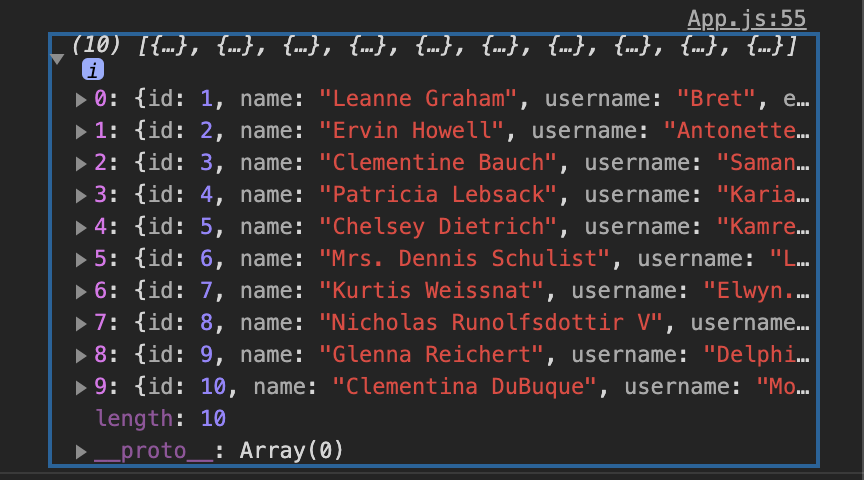 App.js:55
(10) [{…}, {…}, {…}, {…}, {…}, {…}, {…}, {…}, {…}, {…}]
i
0: {id: 1, name: "Leanne Graham", username: "Bret", e…
1: {id: 2, name: "Ervin Howell", username: "Antonette…
2: {id: 3, name: "Clementine Bauch", username: "Saman…
3: {id: 4, name: "Patricia Lebsack", username: "Karia…
4: {id: 5, name: "Chelsey Dietrich", username: "Kamre…
5: {id: 6, name: "Mrs. Dennis Schulist", username: "L…
6: {id: 7, name: "Kurtis Weissnat", username: "Elwyn.…
7: {id: 8, name: "Nicholas Runolfsdottir V", username…
8: {id: 9, name: "Glenna Reichert", username: "Delphi…
9: {id: 10, name: "Clementina DuBuque", username: "Mo…
length: 10
__proto__: Array(0)